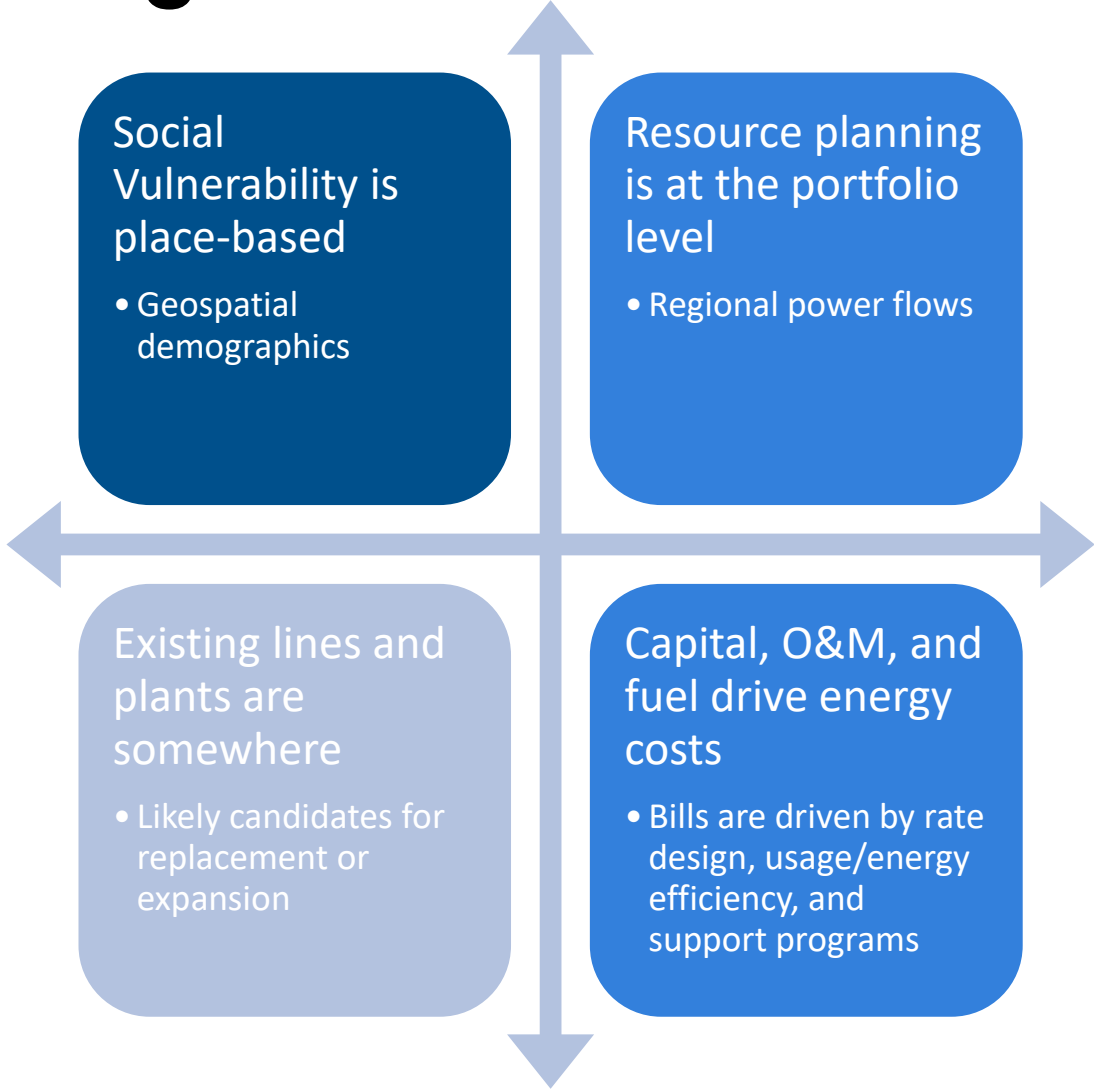 Social
Vulnerability is
place-based
• Geospatial
demographics
Resource planning
is at the portfolio
level
• Regional power flows
Existing lines and
plants are
somewhere
• Likely candidates for
replacement or
expansion
Capital, O&M, and
fuel drive energy
costs
• Bills are driven by rate
design, usage/energy
efficiency, and
support programs